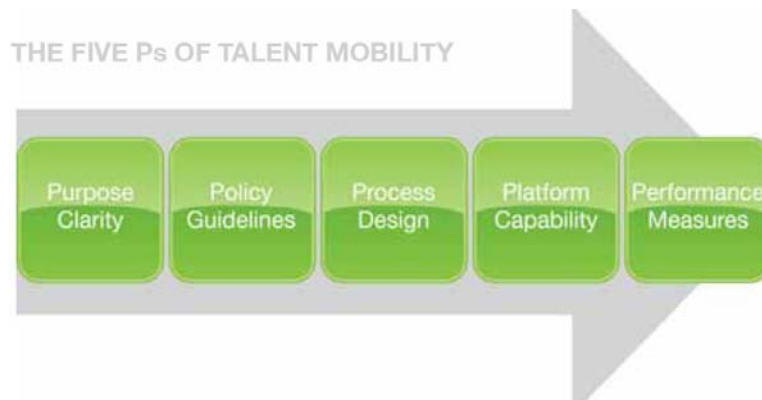 THE FIVE Ps OF TALENT MOBILITY
Purpose
Clarity
Policy
Guidelines
Process
Design
Platform
Capability
Performance
Measures